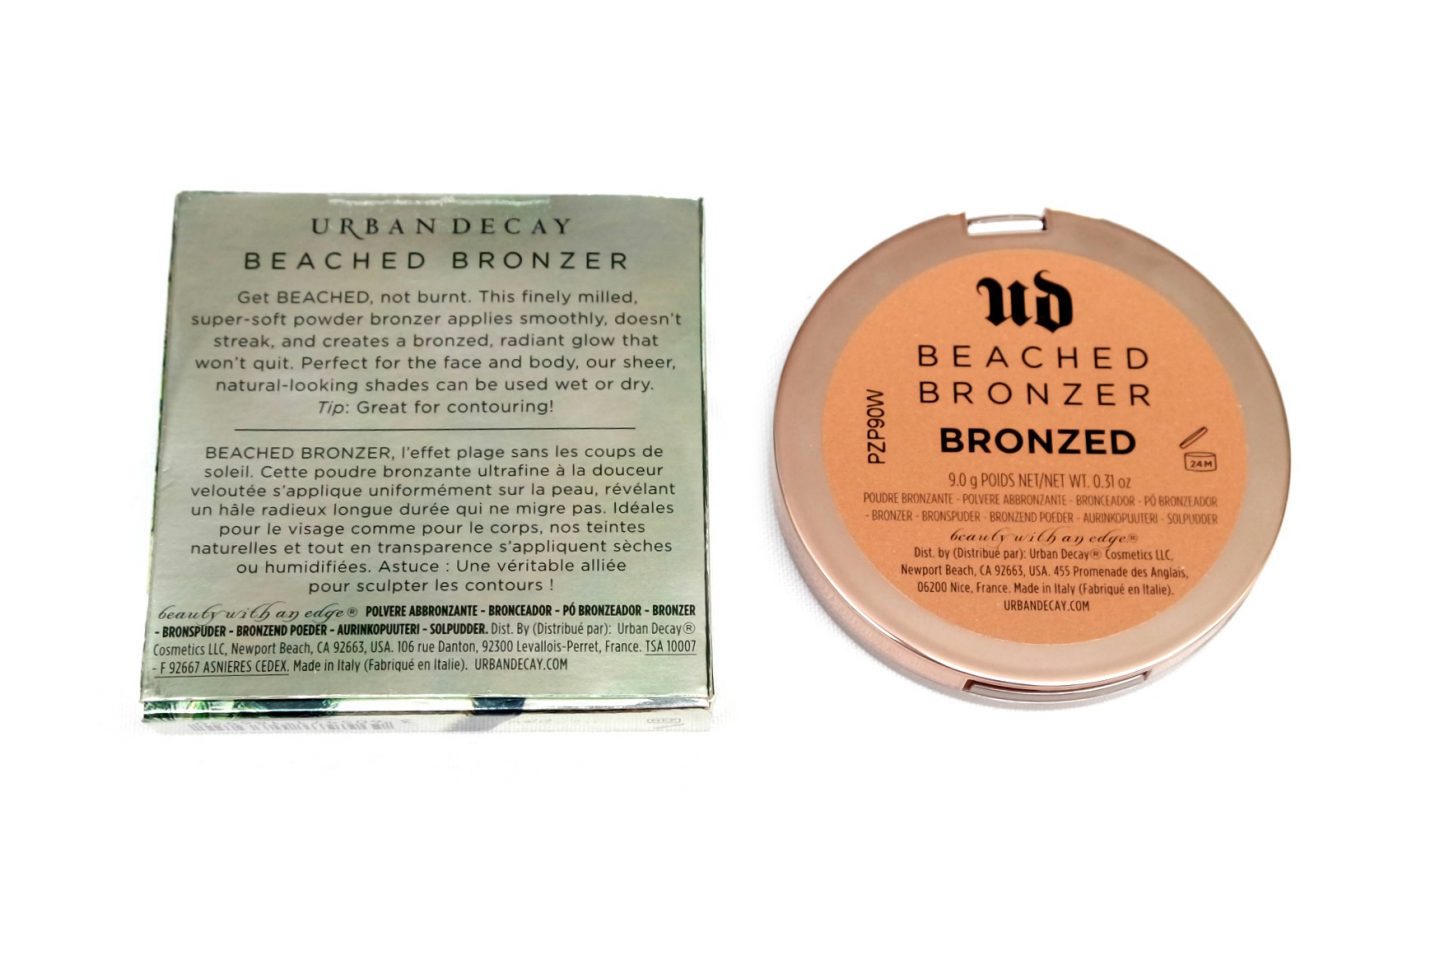 URBAN DECAY
BEACHED BRONZER
Get BEACHED, not burnt. This finely milled,
super-soft powder bronzer applies smoothly, doesn't
streak, and creates a bronzed, radiant glow that
won't quit. Perfect for the face and body, our sheer,
natural-looking shades can be used wet or dry.
Tip: Great for contouring!
BEACHED BRONZER, l'effet plage sans les coups de
soleil. Cette poudre bronzante ultrafine à la douceur
veloutée s'applique uniformément sur la peau, révélant
un hâle radieux longue durée qui ne migre pas. Idéales
pour le visage comme pour le corps, nos teintes
naturelles et tout en transparence s'appliquent sèches
ou humidifiées. Astuce : Une véritable alliée
pour sculpter les contours !
beauty with an edge® POLVERE ABBRONZANTE - BRONCEADOR - PÓ BRONZEADOR - BRONZER
- BRONSPUDER - BRONZEND POEDER - AURINKOPUUTERI - SOLPUDDER. Dist. By (Distribué par): Urban Decay®
Cosmetics LLC, Newport Beach, CA 92663, USA. 106 rue Danton, 92300 Levallois-Perret, France. TSA 10007
- F 92667 ASNIERES CEDEX. Made in Italy (Fabriqué en Italie). URBANDECAY.COM
ud
BEACHED
BRONZER
BRONZED
PZP90W
24M
9.0 g POIDS NET/NET WT. 0.31 oz
POUDRE BRONZANTE - POLVERE ABBRONZANTE - BRONCEADOR - PÓ BRONZEADOR
- BRONZER - BRONSPUDER - BRONZEND POEDER - AURINKOPUUTERI - SOLPUDDER
beauty with an edge®
Dist. by (Distribué par): Urban Decay® Cosmetics LLC,
Newport Beach, CA 92663, USA. 455 Promenade des Anglais,
06200 Nice, France. Made in Italy (Fabriqué en Italie).
URBANDECAY.COM